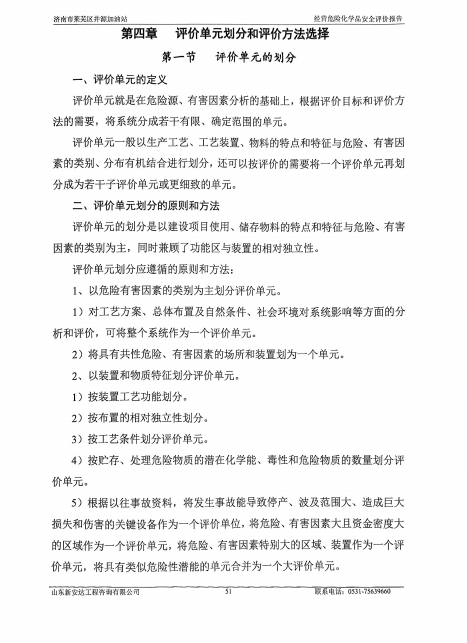 济南市莱芜区井源加油站 经营危险化学品安全评价报告
第四章 评价单元划分和评价方法选择
第一节 评价单元的划分
一、评价单元的定义
评价单元就是在危险源、有害因素分析的基础上，根据评价目标和评价方
法的需要，将系统分成若干有限、确定范围的单元。
评价单元一般以生产工艺、工艺装置、物料的特点和特征与危险、有害因
素的类别、分布有机结合进行划分，还可以按评价的需要将一个评价单元再划
分成为若干子评价单元或更细致的单元。
二、评价单元划分的原则和方法
评价单元的划分是以建设项目使用、储存物料的特点和特征与危险、有害
因素的类别为主，同时兼顾了功能区与装置的相对独立性。
评价单元划分应遵循的原则和方法：
1、以危险有害因素的类别为主划分评价单元。
1）对工艺方案、总体布置及自然条件、社会环境对系统影响等方面的分
析和评价，可将整个系统作为一个评价单元。
2）将具有共性危险、有害因素的场所和装置划为一个单元。
2、以装置和物质特征划分评价单元。
1）按装置工艺功能划分。
2）按布置的相对独立性划分。
3）按工艺条件划分评价单元。
4）按贮存、处理危险物质的潜在化学能、毒性和危险物质的数量划分评
价单元。
5）根据以往事故资料，将发生事故能导致停产、波及范围大、造成巨大
损失和伤害的关键设备作为一个评价单位，将危险、有害因素大且资金密度大
的区域作为一个评价单元，将危险、有害因素特别大的区域、装置作为一个评
价单元，将具有类似危险性潜能的单元合并为一个大评价单元。
山东新安达工程咨询有限公司 51 联系电话：0531-75639660